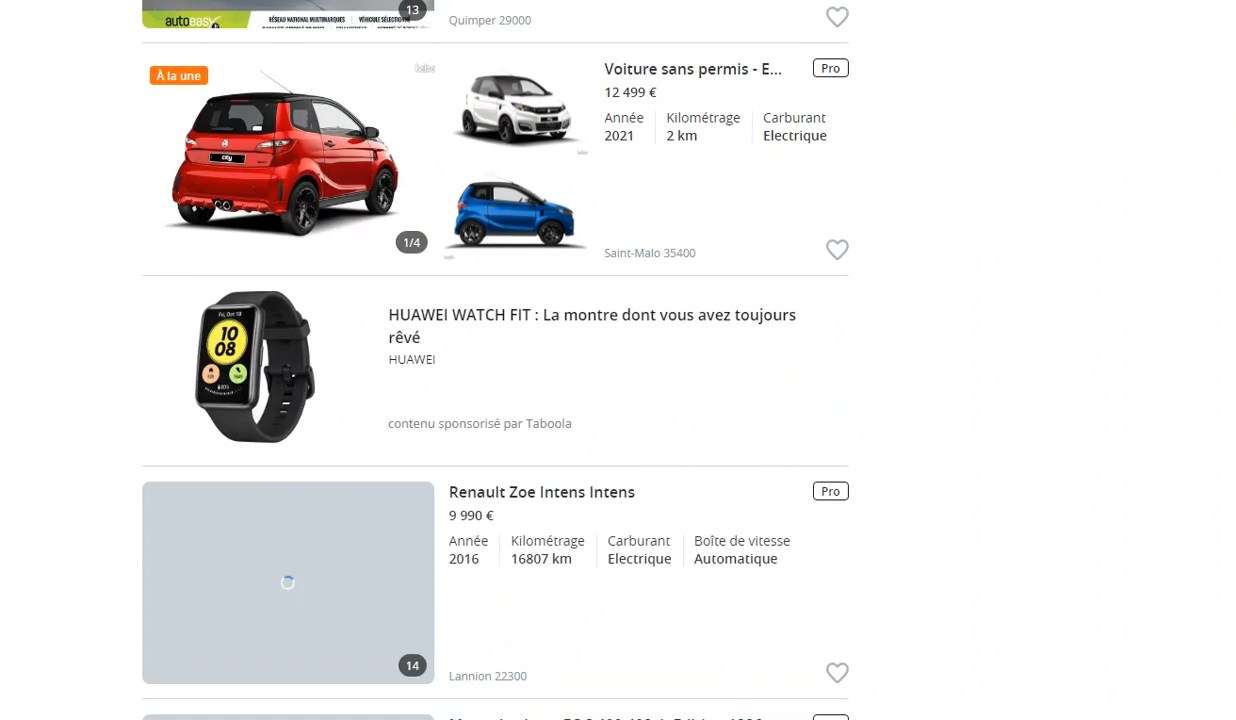 autoeasy
RÉSEAU NATIONAL MULTIMARQUES
13
Quimper 29000
À la une
Voiture sans permis - E...
Pro
12 499 €
Année
Kilométrage
Carburant
2021
2 km
Electrique
city
1/4
Saint-Malo 35400
10
08
HUAWEI WATCH FIT : La montre dont vous avez toujours
rêvé
HUAWEI
contenu sponsorisé par Taboola
Renault Zoe Intens Intens
Pro
9 990 €
Année
Kilométrage
Carburant
Boîte de vitesse
2016
16807 km
Electrique
Automatique
14
Lannion 22300